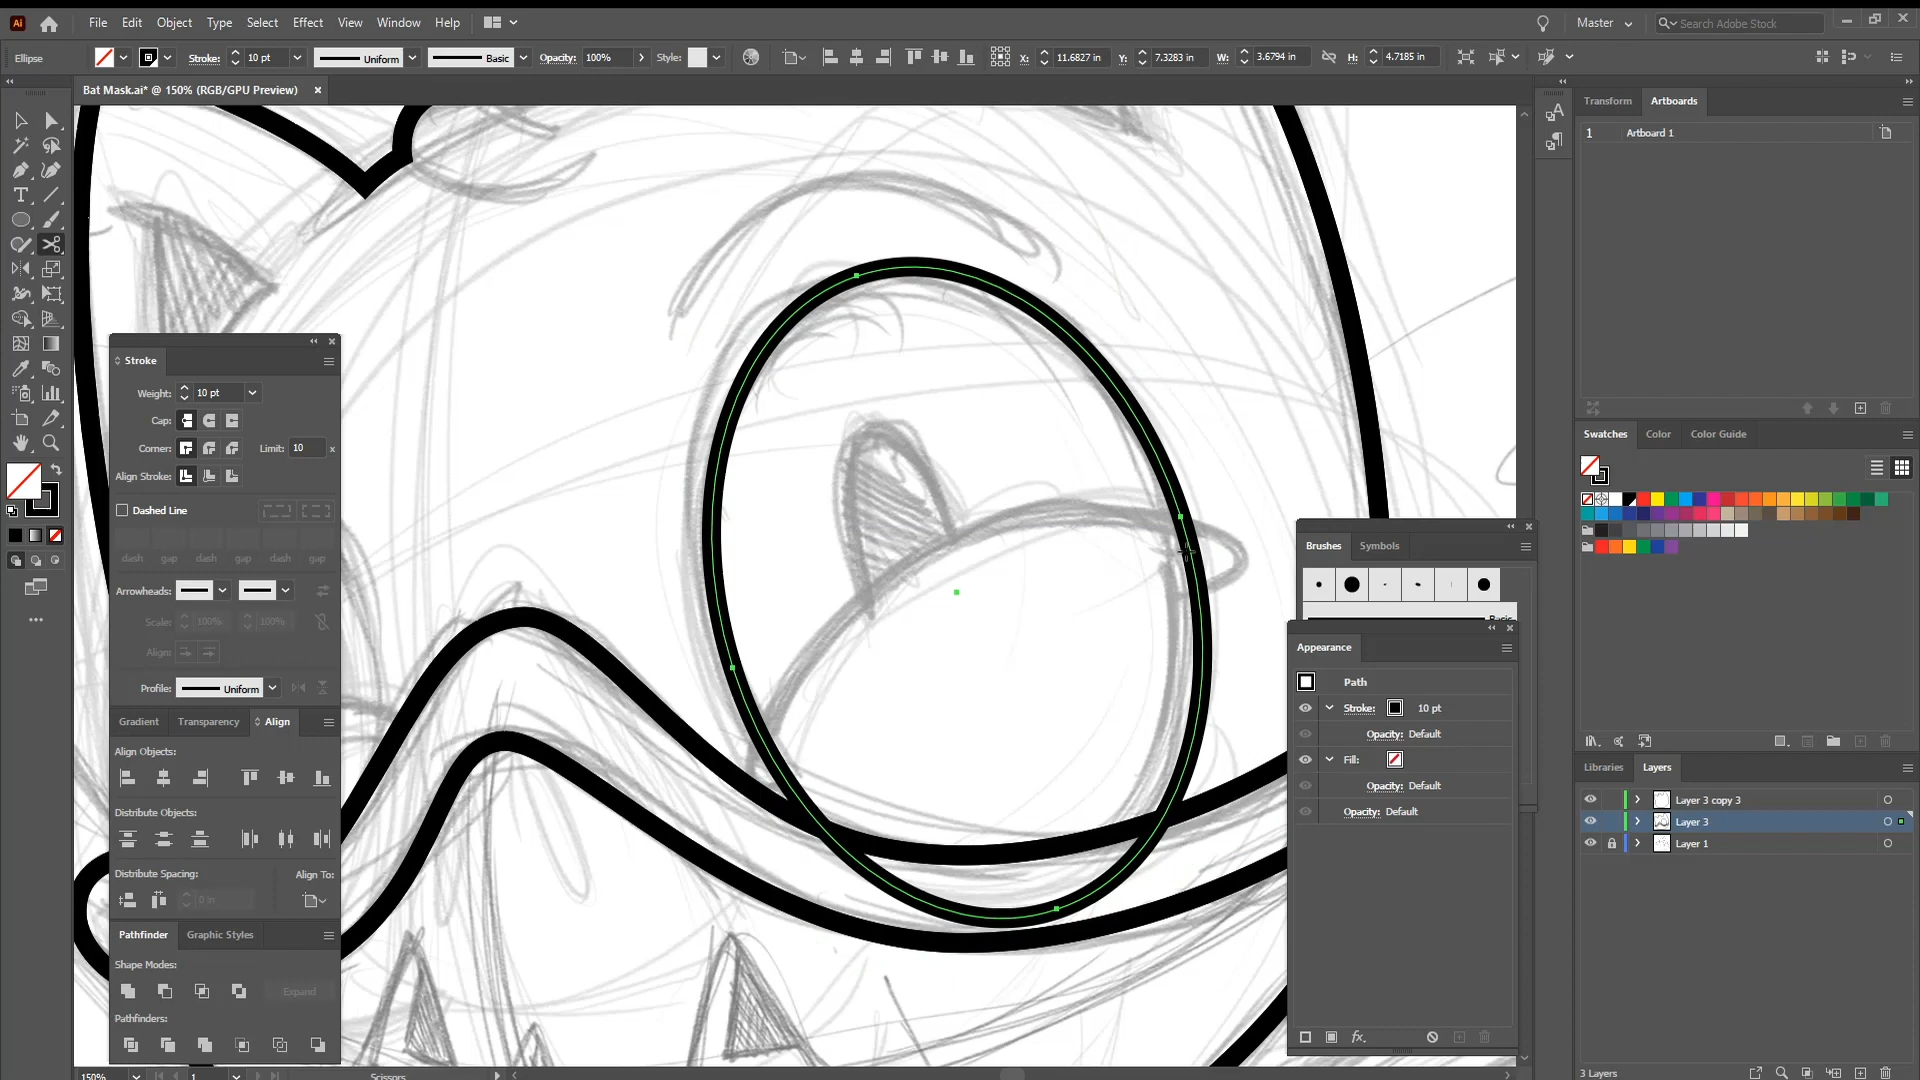 Ai File Edit Object Type Select Effect View Window Help Master Search Adobe Stock
Ellipse Stroke: 10 pt Uniform Basic Opacity: 100% Style: X: 11.6827 in Y: 7.3283 in W: 3.6794 in H: 4.7185 in
Bat Mask.ai* @ 150% (RGB/GPU Preview)
Stroke
Weight: 10 pt
Cap:
Corner: Limit: 10 x
Align Stroke:
Dashed Line
dash gap dash gap dash gap
Arrowheads:
Scale: 100% 100%
Align:
Profile: Uniform
Gradient Transparency Align
Align Objects:
Distribute Objects:
Distribute Spacing: Align To:
0 in
Pathfinder Graphic Styles
Shape Modes:
Expand
Pathfinders:
150% 1 Scissors
Brushes Symbols
Basic
Appearance
Path
Stroke: 10 pt
Opacity: Default
Fill:
Opacity: Default
Opacity: Default
fx
Transform Artboards
1 Artboard 1
Swatches Color Color Guide
Libraries Layers
Layer 3 copy 3
Layer 3
Layer 1
3 Layers